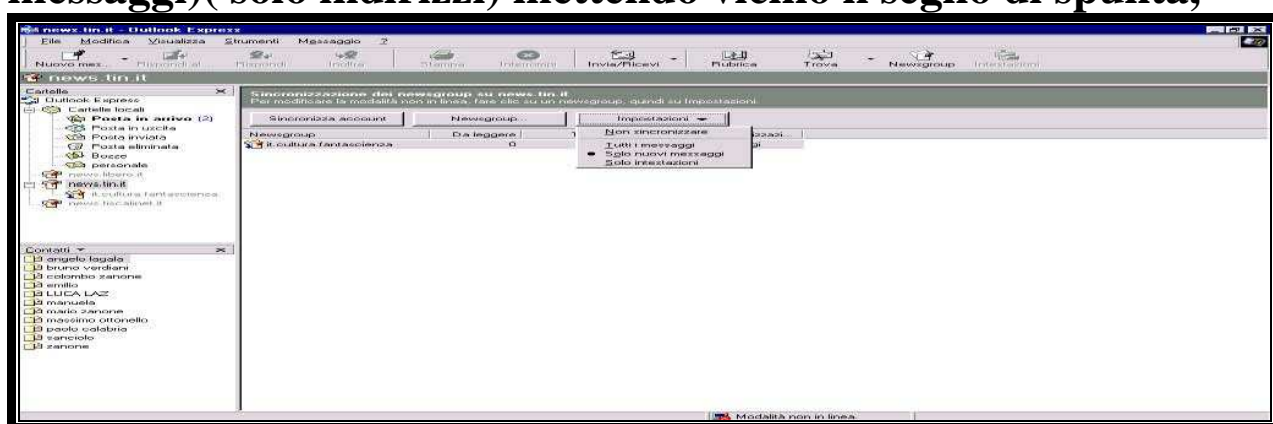 messaggi)( solo indirizzi) mettendo vicino il segno di spunta,
news.tin.it - Outlook Express
File Modifica Visualizza Strumenti Messaggio ?
Nuovo mes... Rispondi al... Rispondi Inoltra Stampa Interrompi Invia/Ricevi Rubrica Trova Newsgroup Intestazioni
news.tin.it
Cartelle
Outlook Express
Cartelle locali
Posta in arrivo (2)
Posta in uscita
Posta inviata
Posta eliminata
Bozze
personale
news.libero.it
news.tin.it
it.cultura.fantascienza
news.tiscalinet.it
Contatti
angelo lagala
bruno verdiani
colombo zanone
emilio
LUCA LAZ
manuela
mario zanone
massimo ottonello
paolo calabria
sanciolo
zanone
Sincronizzazione dei newsgroup su news.tin.it
Per modificare la modalità non in linea, fare clic su un newsgroup, quindi su Impostazioni.
Sincronizza account Newsgroup... Impostazioni
Newsgroup Da leggere
it.cultura.fantascienza 0
Non sincronizzare
Tutti i messaggi
Solo nuovi messaggi
Solo intestazioni
Modalità non in linea